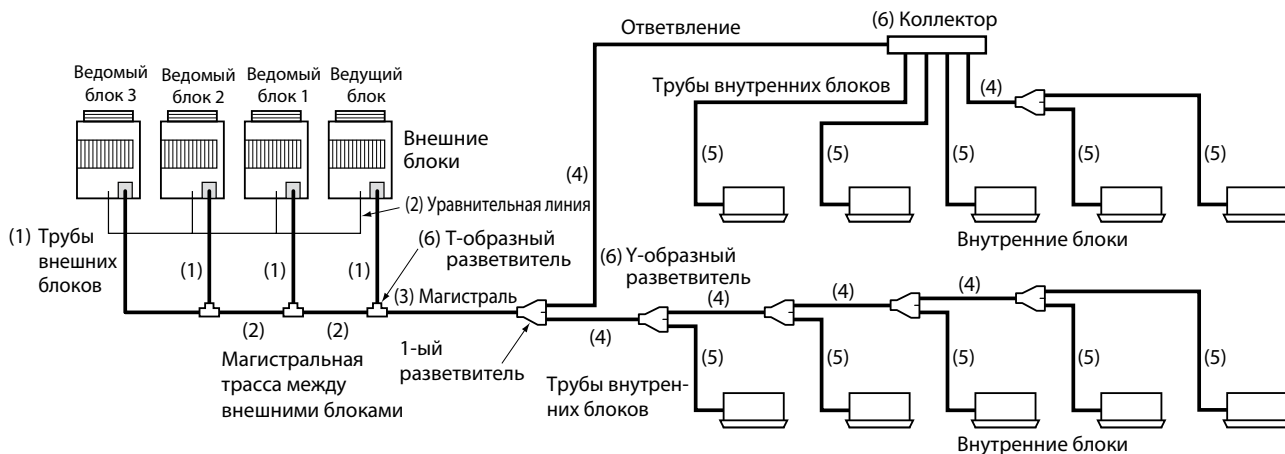 Ответвление
(6) Коллектор
Ведомый
блок 3
Ведомый
блок 2
Ведомый
блок 1
Ведущий
блок
Внешние
блоки
Трубы внутренних блоков
(4)
(4)
(5)
(5)
(5)
(5)
(5)
(2) Уравнительная линия
(1) Трубы
внешних
блоков
(1)
(1)
(1)
(6) Т-образный
разветвитель
(6) Y-образный
разветвитель
Внутренние блоки
(3) Магистраль
(2)
(2)
(4)
(4)
(4)
(4)
Магистральная
трасса между
внешними блоками
1-ый
разветвитель
Трубы внутрен-
них блоков
(5)
(5)
(5)
(5)
(5)
Внутренние блоки